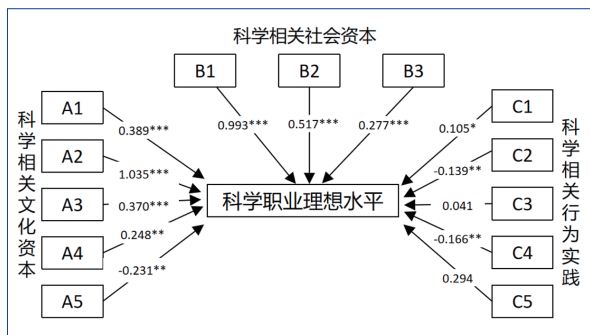 科学相关社会资本
B1
B2
B3
科学相关文化资本
A1
A2
A3
A4
A5
0.389***
1.035***
0.370***
0.248**
-0.231**
0.993***
0.517***
0.277***
科学职业理想水平
0.105*
-0.139**
0.041
-0.166**
0.294
C1
C2
C3
C4
C5
科学相关行为实践